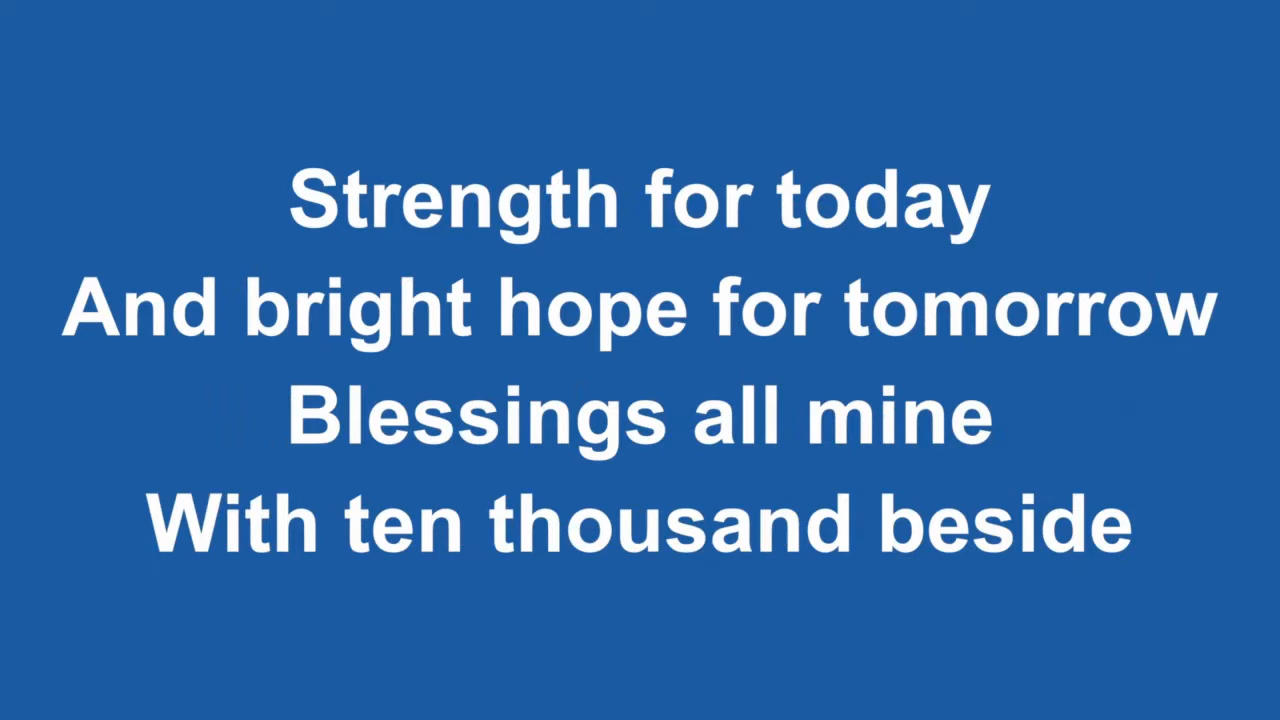 Strength for today
And bright hope for tomorrow
Blessings all mine
With ten thousand beside